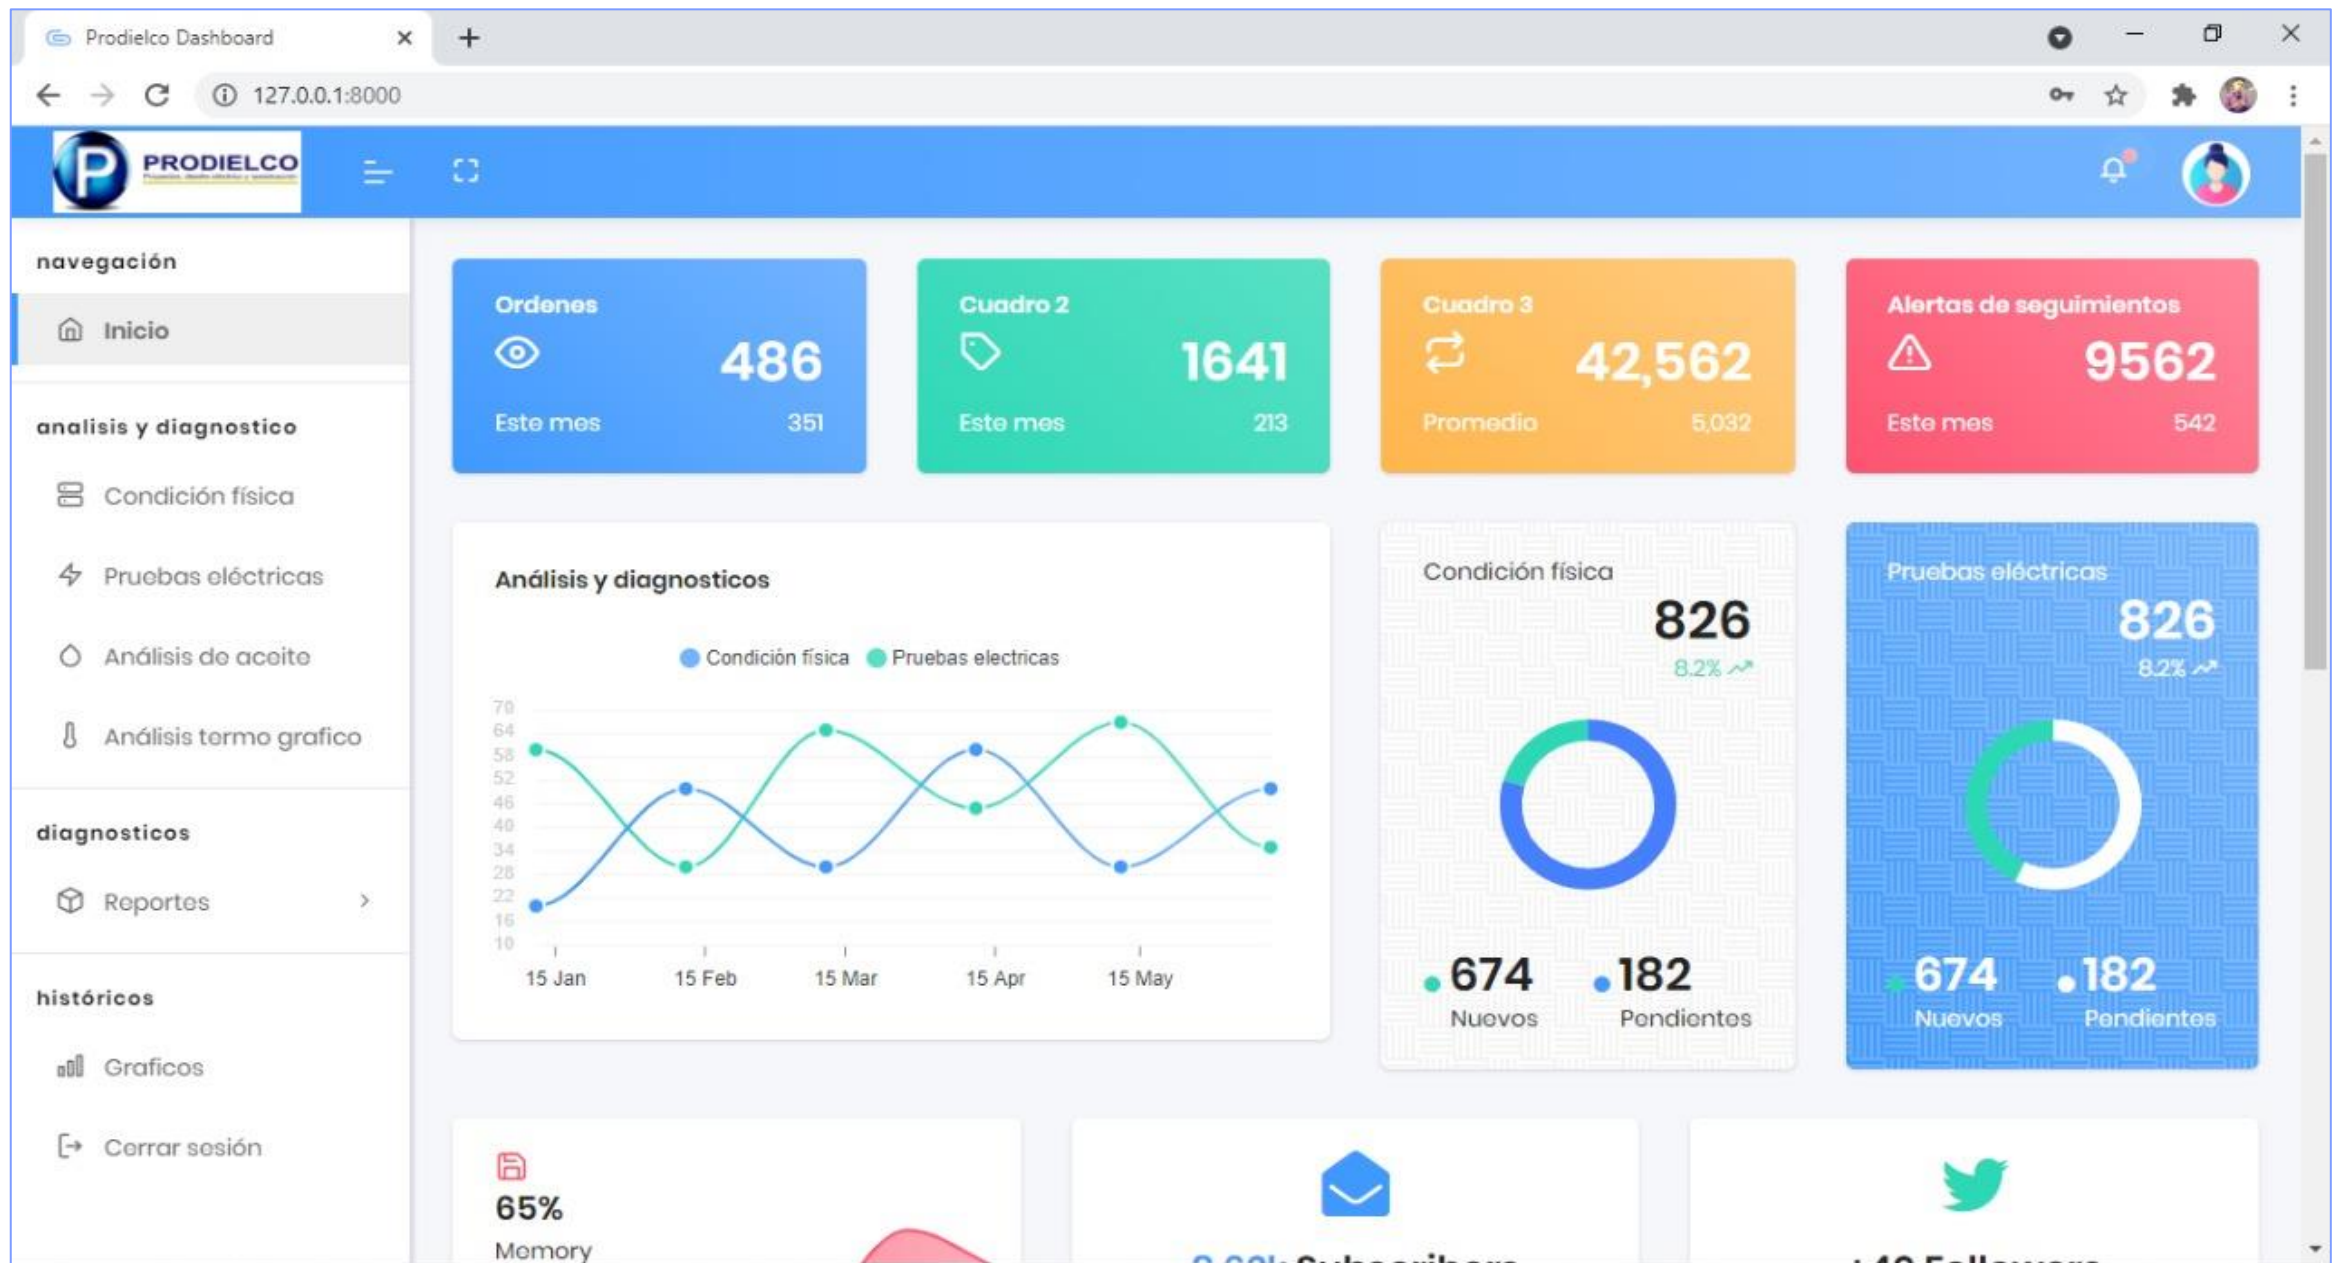 Prodielco Dashboard
127.0.0.1:8000
PRODIELCO
navegación
Inicio
analisis y diagnostico
Condición física
Pruebas eléctricas
Análisis de aceite
Análisis termo grafico
diagnosticos
Reportes
históricos
Graficos
Cerrar sesión
Ordenes
486
Este mes 351
Cuadro 2
1641
Este mes 213
Cuadro 3
42,562
Promedio 5,032
Alertas de seguimientos
9562
Este mes 542
Análisis y diagnosticos
Condición física Pruebas electricas
70
64
58
52
46
40
34
28
22
16
10
15 Jan 15 Feb 15 Mar 15 Apr 15 May
Condición física
826
8.2%
674 182
Nuevos Pendientes
Pruebas eléctricas
826
8.2%
674 182
Nuevos Pendientes
65%
Memory
Subscribers
Followers